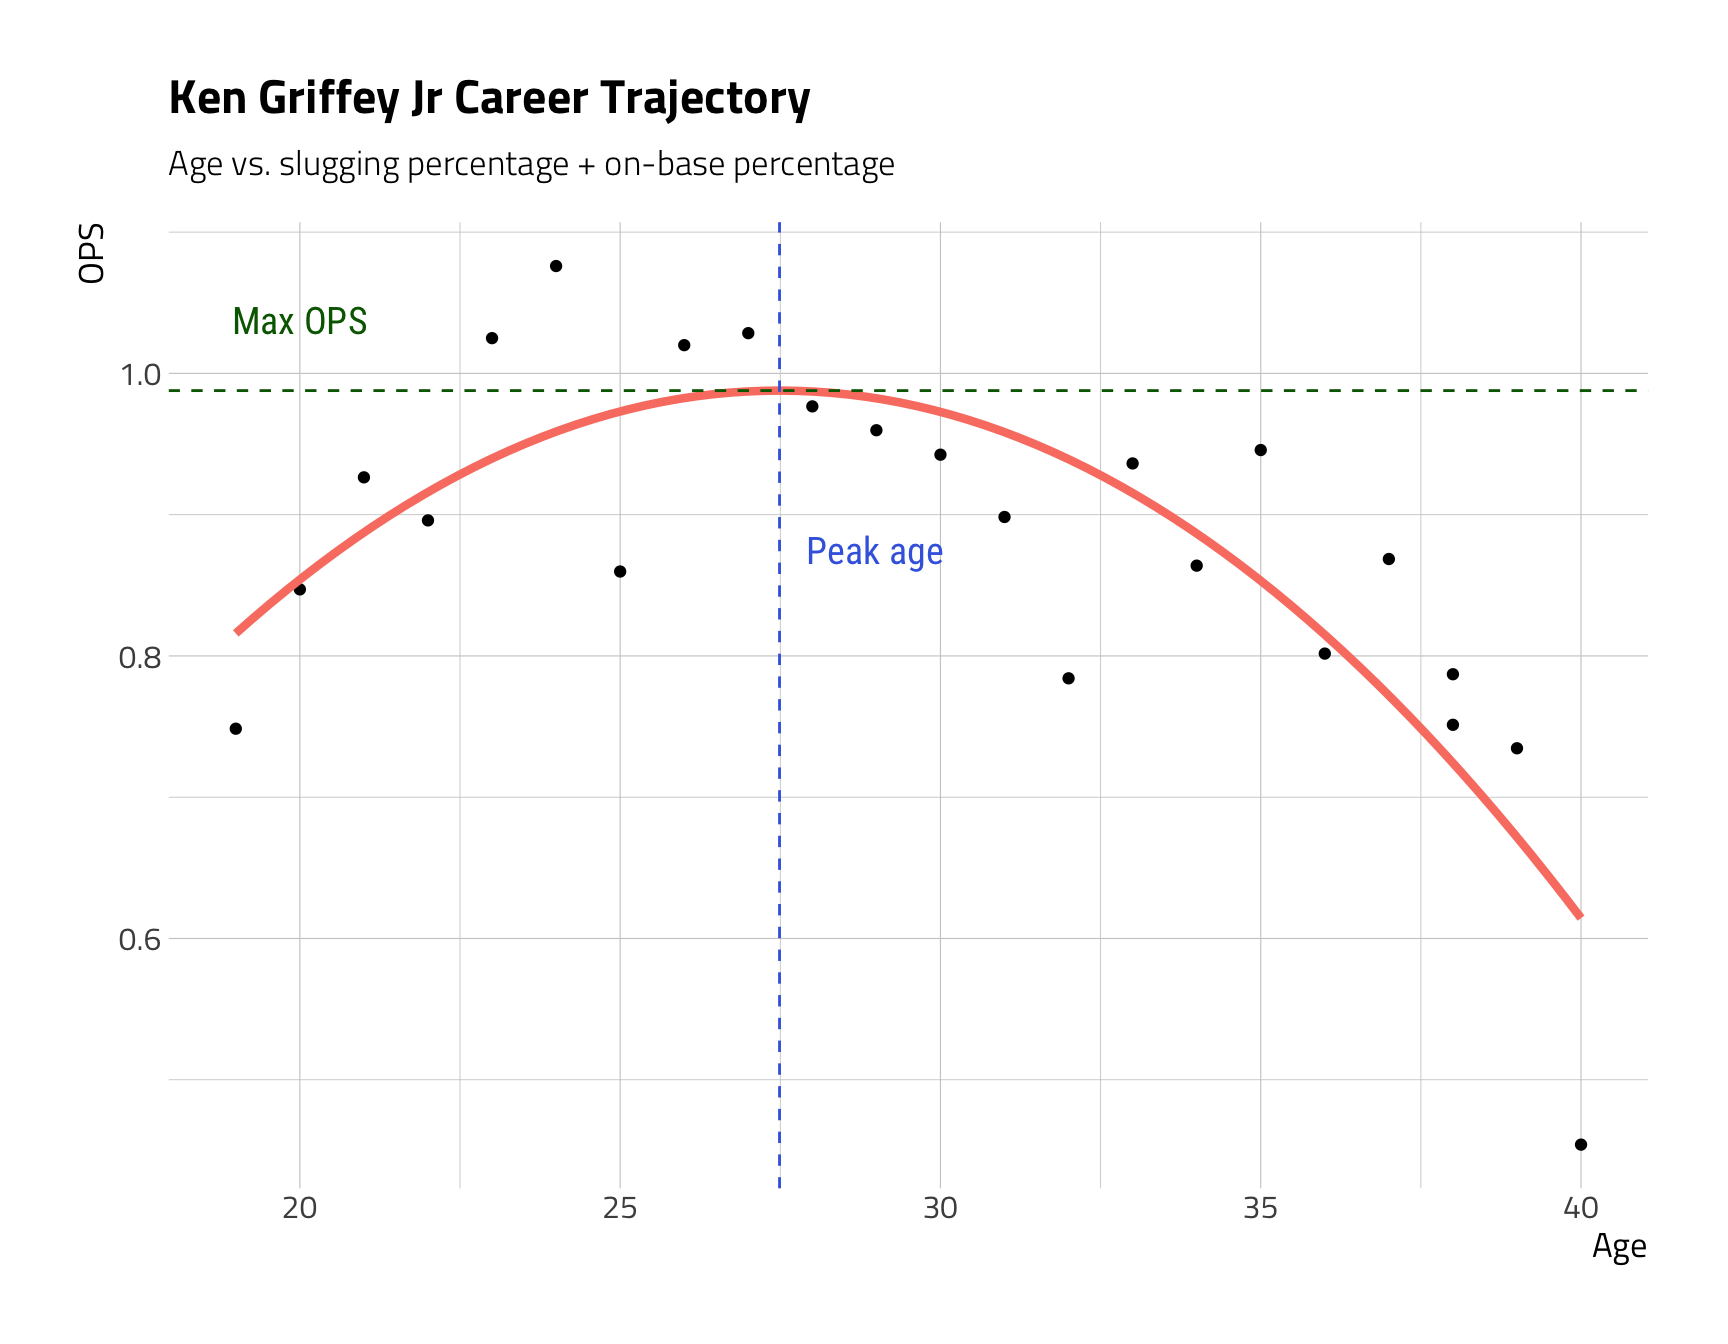 Ken Griffey Jr Career Trajectory
Age vs. slugging percentage + on-base percentage
OPS
Max OPS
1.0
Peak age
0.8
0.6
20 25 30 35 40
Age